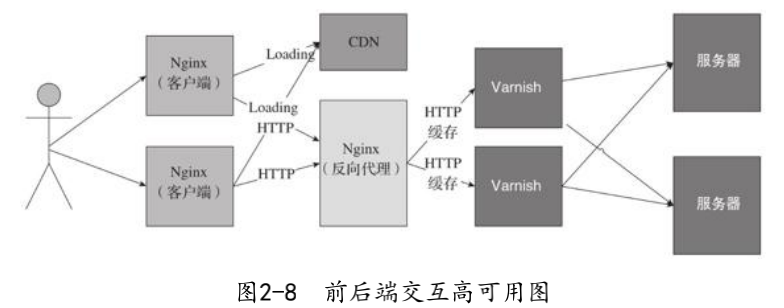 Nginx
（客户端）
Loading
CDN
Loading
HTTP
Nginx
（客户端）
HTTP
Nginx
（反向代理）
HTTP
缓存
Varnish
HTTP
缓存
Varnish
服务器
服务器
图2-8 前后端交互高可用图